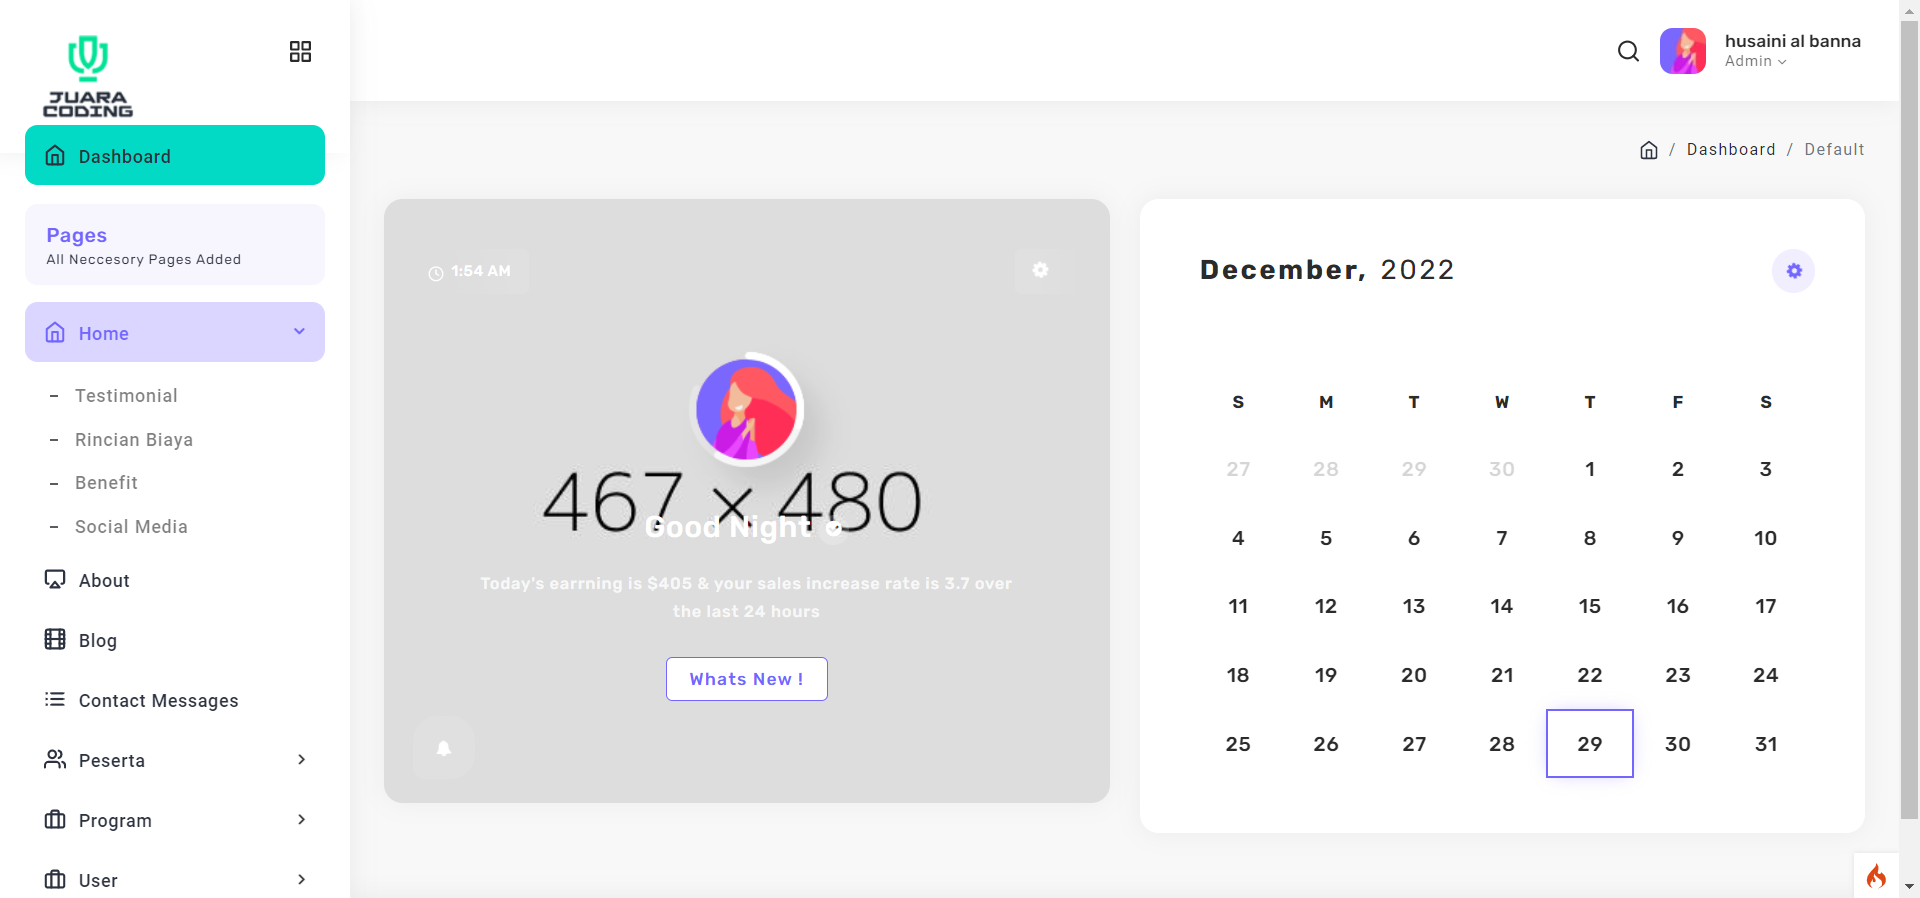 JUARA
CODING
husaini al banna
Admin
Dashboard
/ Dashboard / Default
Pages
All Neccesory Pages Added
Home
- Testimonial
- Rincian Biaya
- Benefit
- Social Media
About
Blog
Contact Messages
Peserta
Program
User
1:54 AM
467 × 480
Good Night
Today's earrning is $405 & your sales increase rate is 3.7 over
the last 24 hours
Whats New !
December, 2022
S M T W T F S
27 28 29 30 1 2 3
4 5 6 7 8 9 10
11 12 13 14 15 16 17
18 19 20 21 22 23 24
25 26 27 28 29 30 31